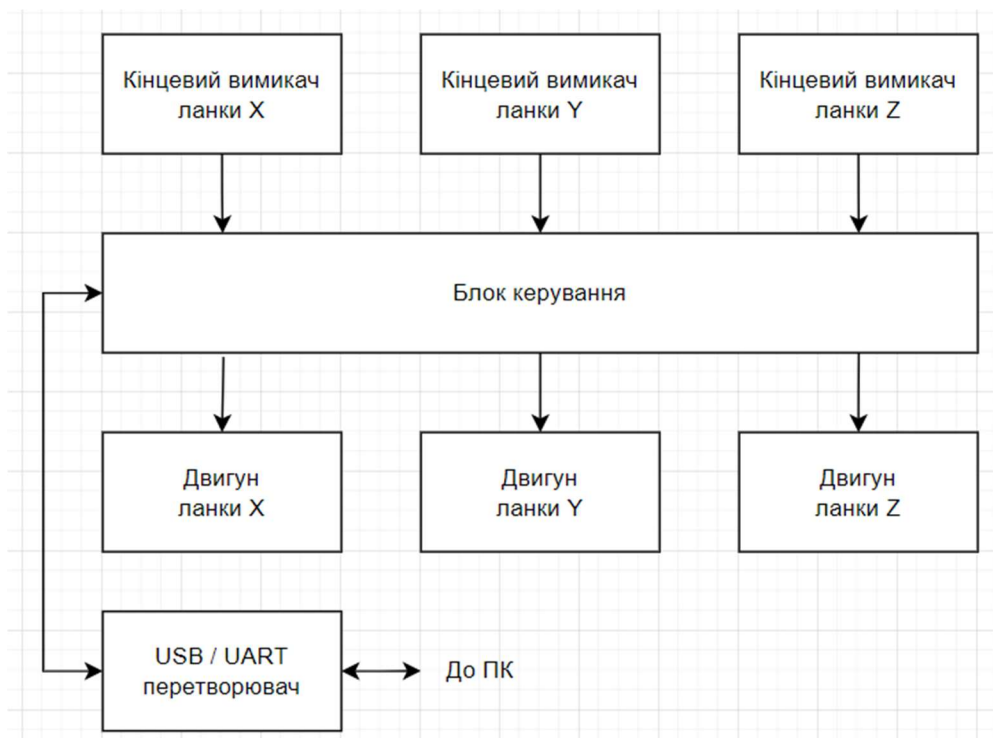 Кінцевий вимикач
ланки X
Кінцевий вимикач
ланки Y
Кінцевий вимикач
ланки Z
Блок керування
Двигун
ланки X
Двигун
ланки Y
Двигун
ланки Z
USB / UART
перетворювач
До ПК